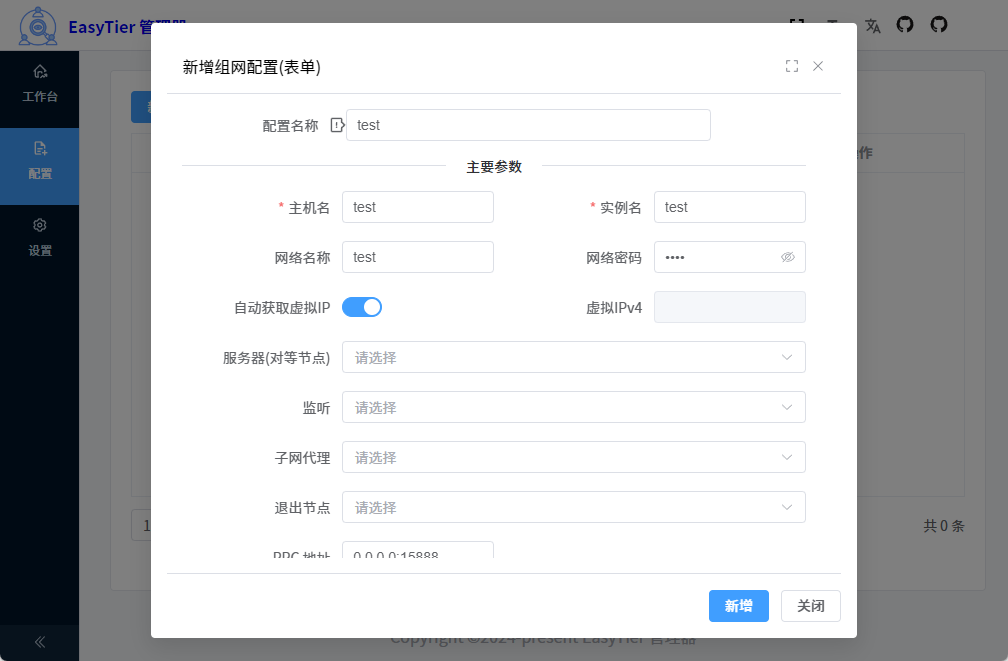 EasyTier 管理器
工作台
配置
设置
新增组网配置(表单)
配置名称 test
主要参数
* 主机名 test * 实例名 test
网络名称 test 网络密码 ••••
自动获取虚拟IP 虚拟IPv4
服务器(对等节点) 请选择
监听 请选择
子网代理 请选择
退出节点 请选择
RPC 地址 0.0.0.0:15888
新增 关闭
操作
1
共 0 条
Copyright ©2024-present EasyTier 管理器